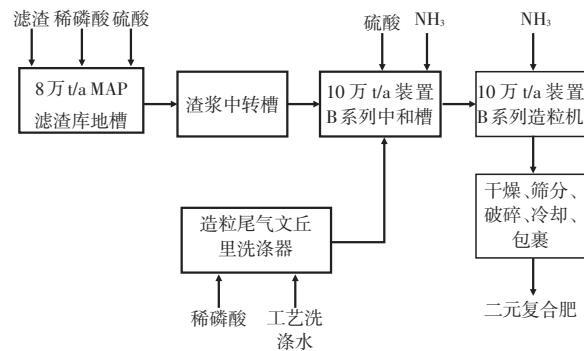 滤渣 稀磷酸 硫酸
硫酸 NH₃ NH₃
8万 t/a MAP
滤渣库地槽
渣浆中转槽
10万 t/a 装置
B系列中和槽
10万 t/a 装置
B系列造粒机
造粒尾气文丘
里洗涤器
干燥、筛分、
破碎、冷却、
包裹
稀磷酸
工艺洗
涤水
二元复合肥